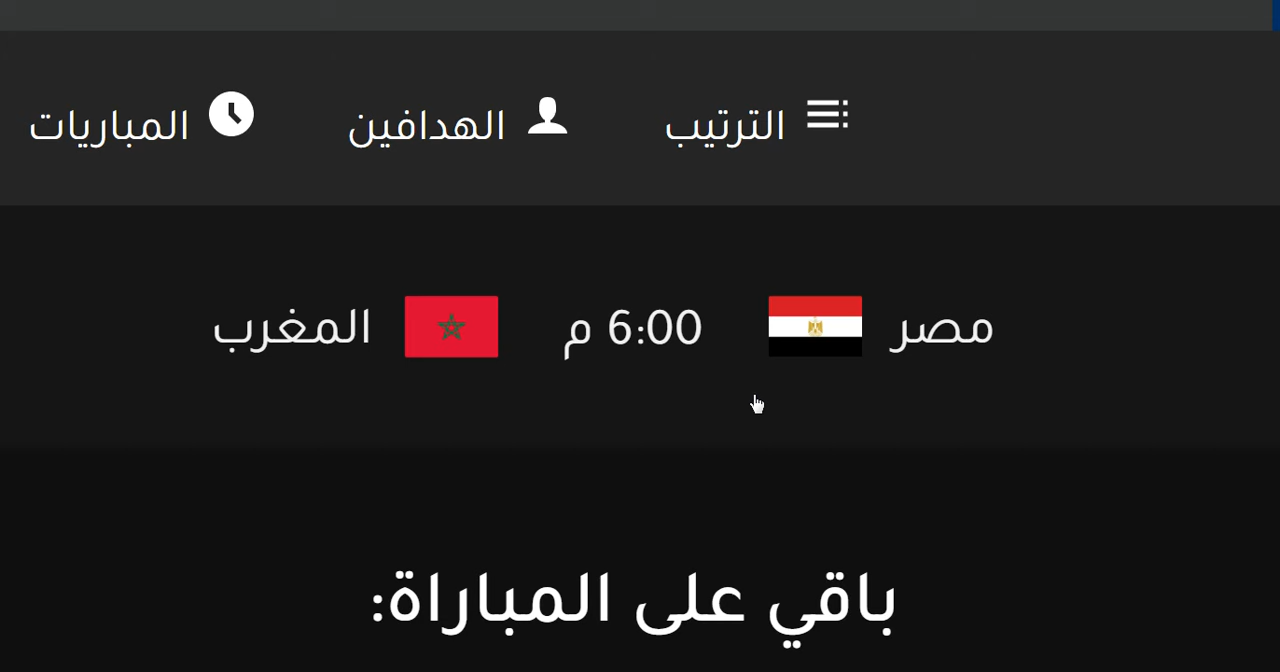 الترتيب الهدافين المباريات
مصر 6:00 م المغرب
باقي على المباراة: